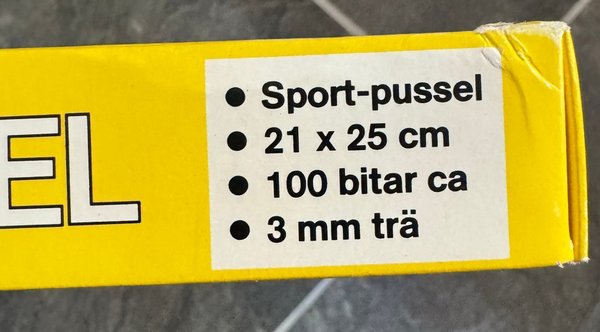 EL
● Sport-pussel
● 21 x 25 cm
● 100 bitar ca
● 3 mm trä